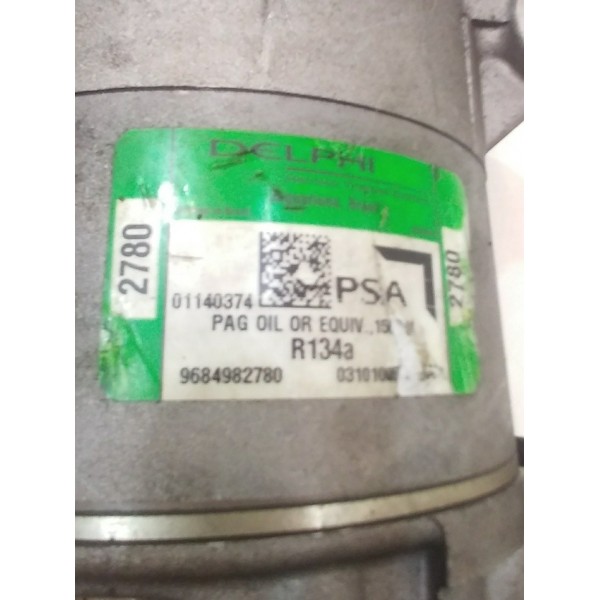 DELPHI
2780
2780
01140374
PSA
PAG OIL OR EQUIV.,
R134a
9684982780